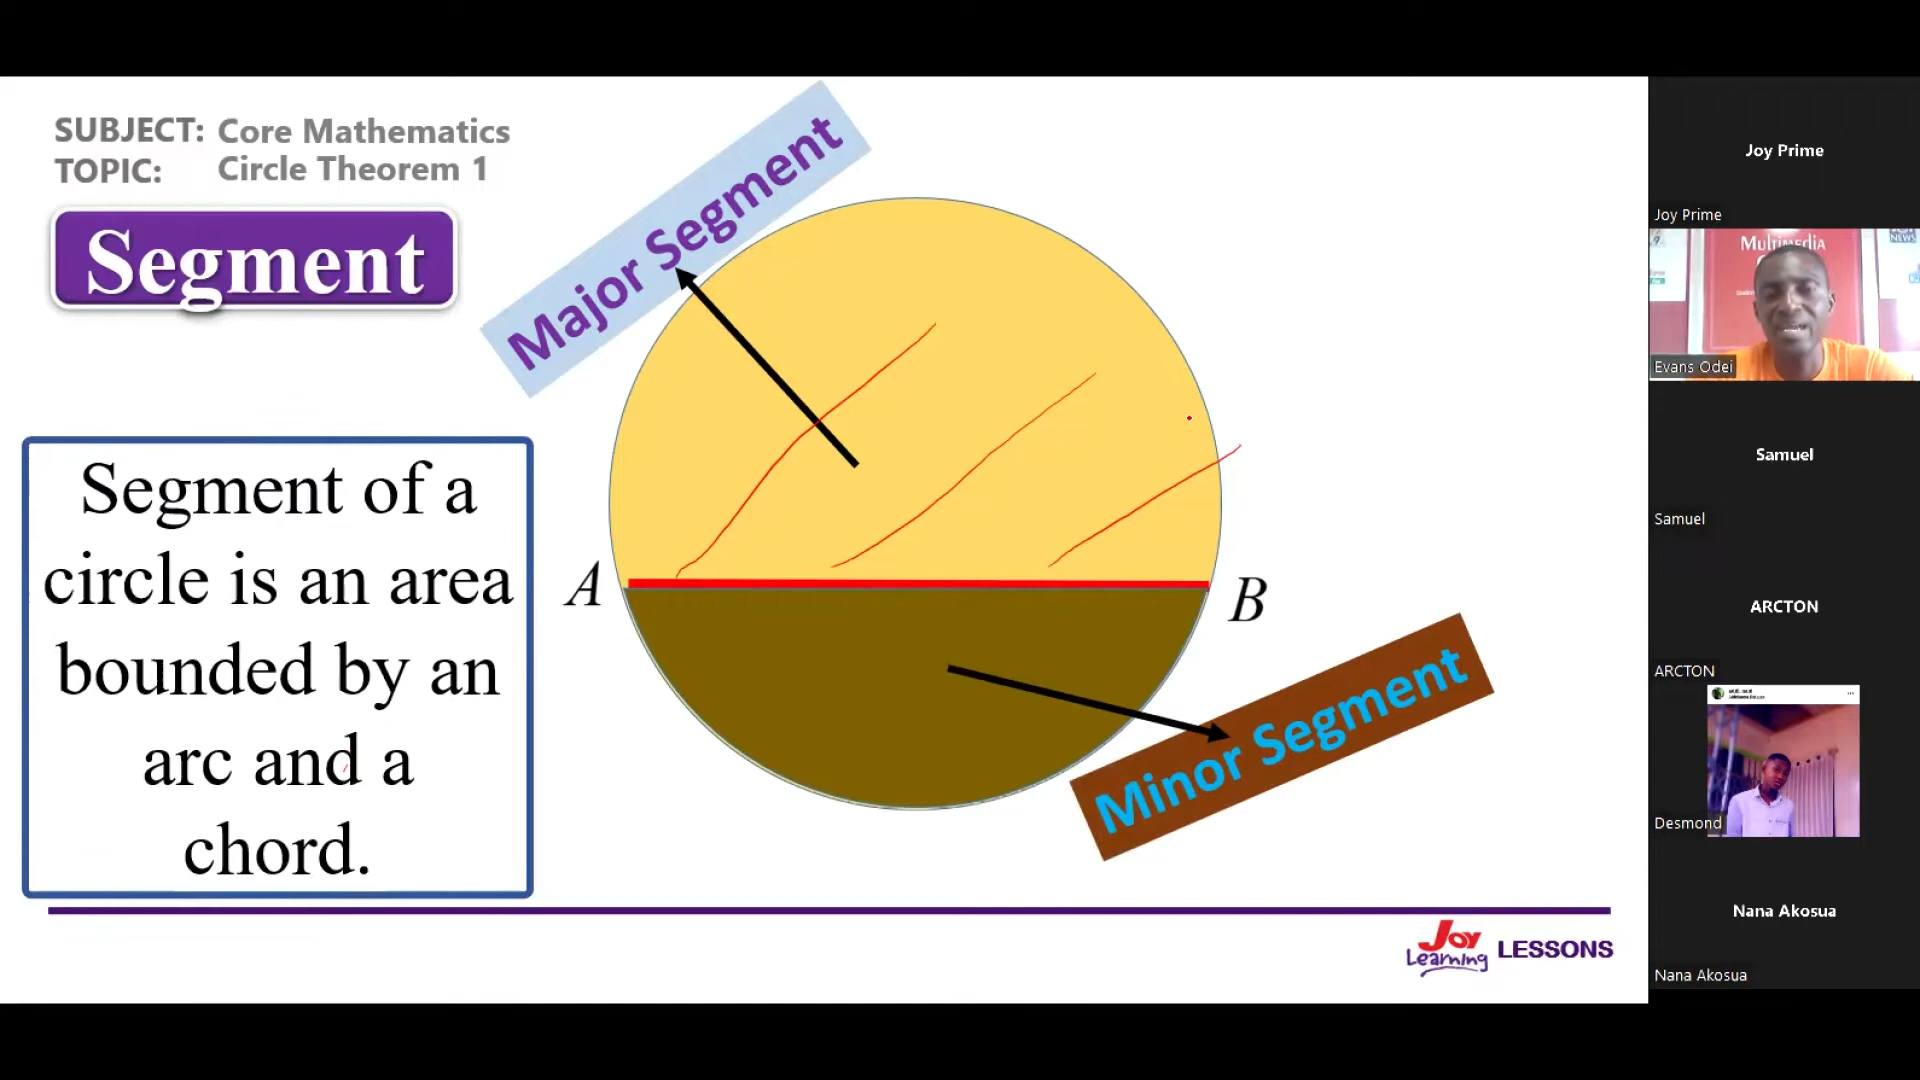 SUBJECT: Core Mathematics
TOPIC: Circle Theorem 1
Segment
Major Segment
Segment of a
circle is an area
bounded by an
arc and a
chord.
A
B
Minor Segment
Joy Learning LESSONS
Joy Prime
Joy Prime
Multimedia
NEWS
Evans Odei
Samuel
Samuel
ARCTON
ARCTON
Desmond
Nana Akosua
Nana Akosua